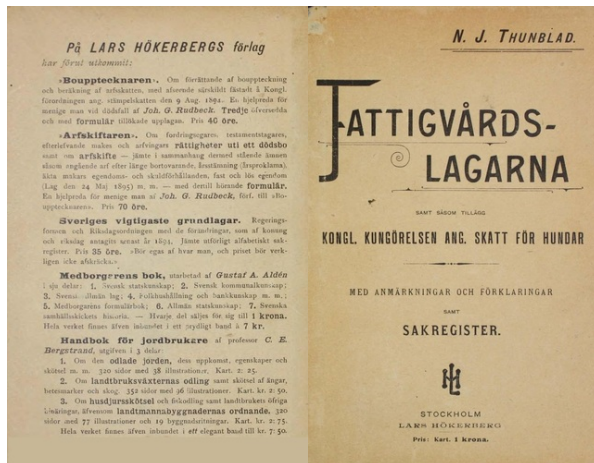 På LARS HÖKERBERGS förlag
har förut utkommit:
»Boupptecknaren». Om förrättande af bouppteckning
och beräkning af arfsskatten, med afseende särskildt fästadt å Kongl.
förordningen ang. stämpelskatten den 9 Aug. 1894. En hjelpreda för
menige man vid dödsfall af Joh. G. Rudbeck. Tredje öfversedda
och med formulär tillökade upplagan. Pris 40 öre.
»Arfskiftaren». Om fordringsegares, testamentstagares,
efterlefvande makes och arfvingars rättigheter uti ett dödsbo
samt om arfskifte — jämte i sammanhang dermed stående ämnen
såsom angående arf efter länge bortovarande, årsstämning (årsproklama),
äkta makars egendoms- och skildförhållanden, fast och lös egendom
(Lag den 24 Maj 1895) m. m. — med dertill hörande formulär.
En hjelpreda för menige man af Joh. G. Rudbeck, förf. till »Bo-
uppteckuaren». Pris 70 öre.
Sveriges vigtigaste grundlagar. Regerings-
formen och Riksdagsordningen med de förändringar, som af konung
och riksdag antagits senast år 1894. Jämte utförligt alfabetiskt sak-
register. Pris 35 öre. »Bör egas af hvar man, och priset bör verk-
ligen icke afskräcka.»
Medborgrens bok, utarbetad af Gustaf A. Aldén
i sju delar: 1. Svensk statskunskap; 2. Svensk kommunalkunskap;
3. Svensk allmän lag; 4. Folkhushållning och bankkunskap m. m.;
5. Medborgarens formulärbok; 6. Allmän statskunskap; 7. Svenska
samhällsskickets historia. — Hvarje del säljes för sig till 1 krona.
Hela verket finnes äfven inbundet i ett prydligt band à 7 kr.
Handbok för jordbrukare af professor C. E.
Bergstrand, utgifven i 3 delar:
1. Om den odlade jorden, dess uppkomst, egenskaper och
skötsel m. m. 320 sidor med 38 illustrationer. Kart. 2: 25.
2. Om landtbruksväxternas odling samt skötsel af ängar,
betesmarker och skog. 352 sidor med 96 illustrationer. Kart. kr. 2: 50.
3. Om husdjursskötsel och fiskodling samt landtbrukets öfriga
binäringar, äfvensom landtmannabyggnadernas ordnande, 320
sidor med 77 illustrationer och 19 byggnadsritningar. Kart. kr. 2: 75.
Hela verket finnes äfven inbundet i ett elegant band till kr. 7: 50.
N. J. THUNBLAD.
FATTIGVÅRDS-
LAGARNA
SAMT SÅSOM TILLÄGG
KONGL. KUNGÖRELSEN ANG. SKATT FÖR HUNDAR
MED ANMÄRKNINGAR OCH FÖRKLARINGAR
SAMT
SAKREGISTER.
STOCKHOLM
LARS HÖKERBERG
Pris: Kart. 1 krona.